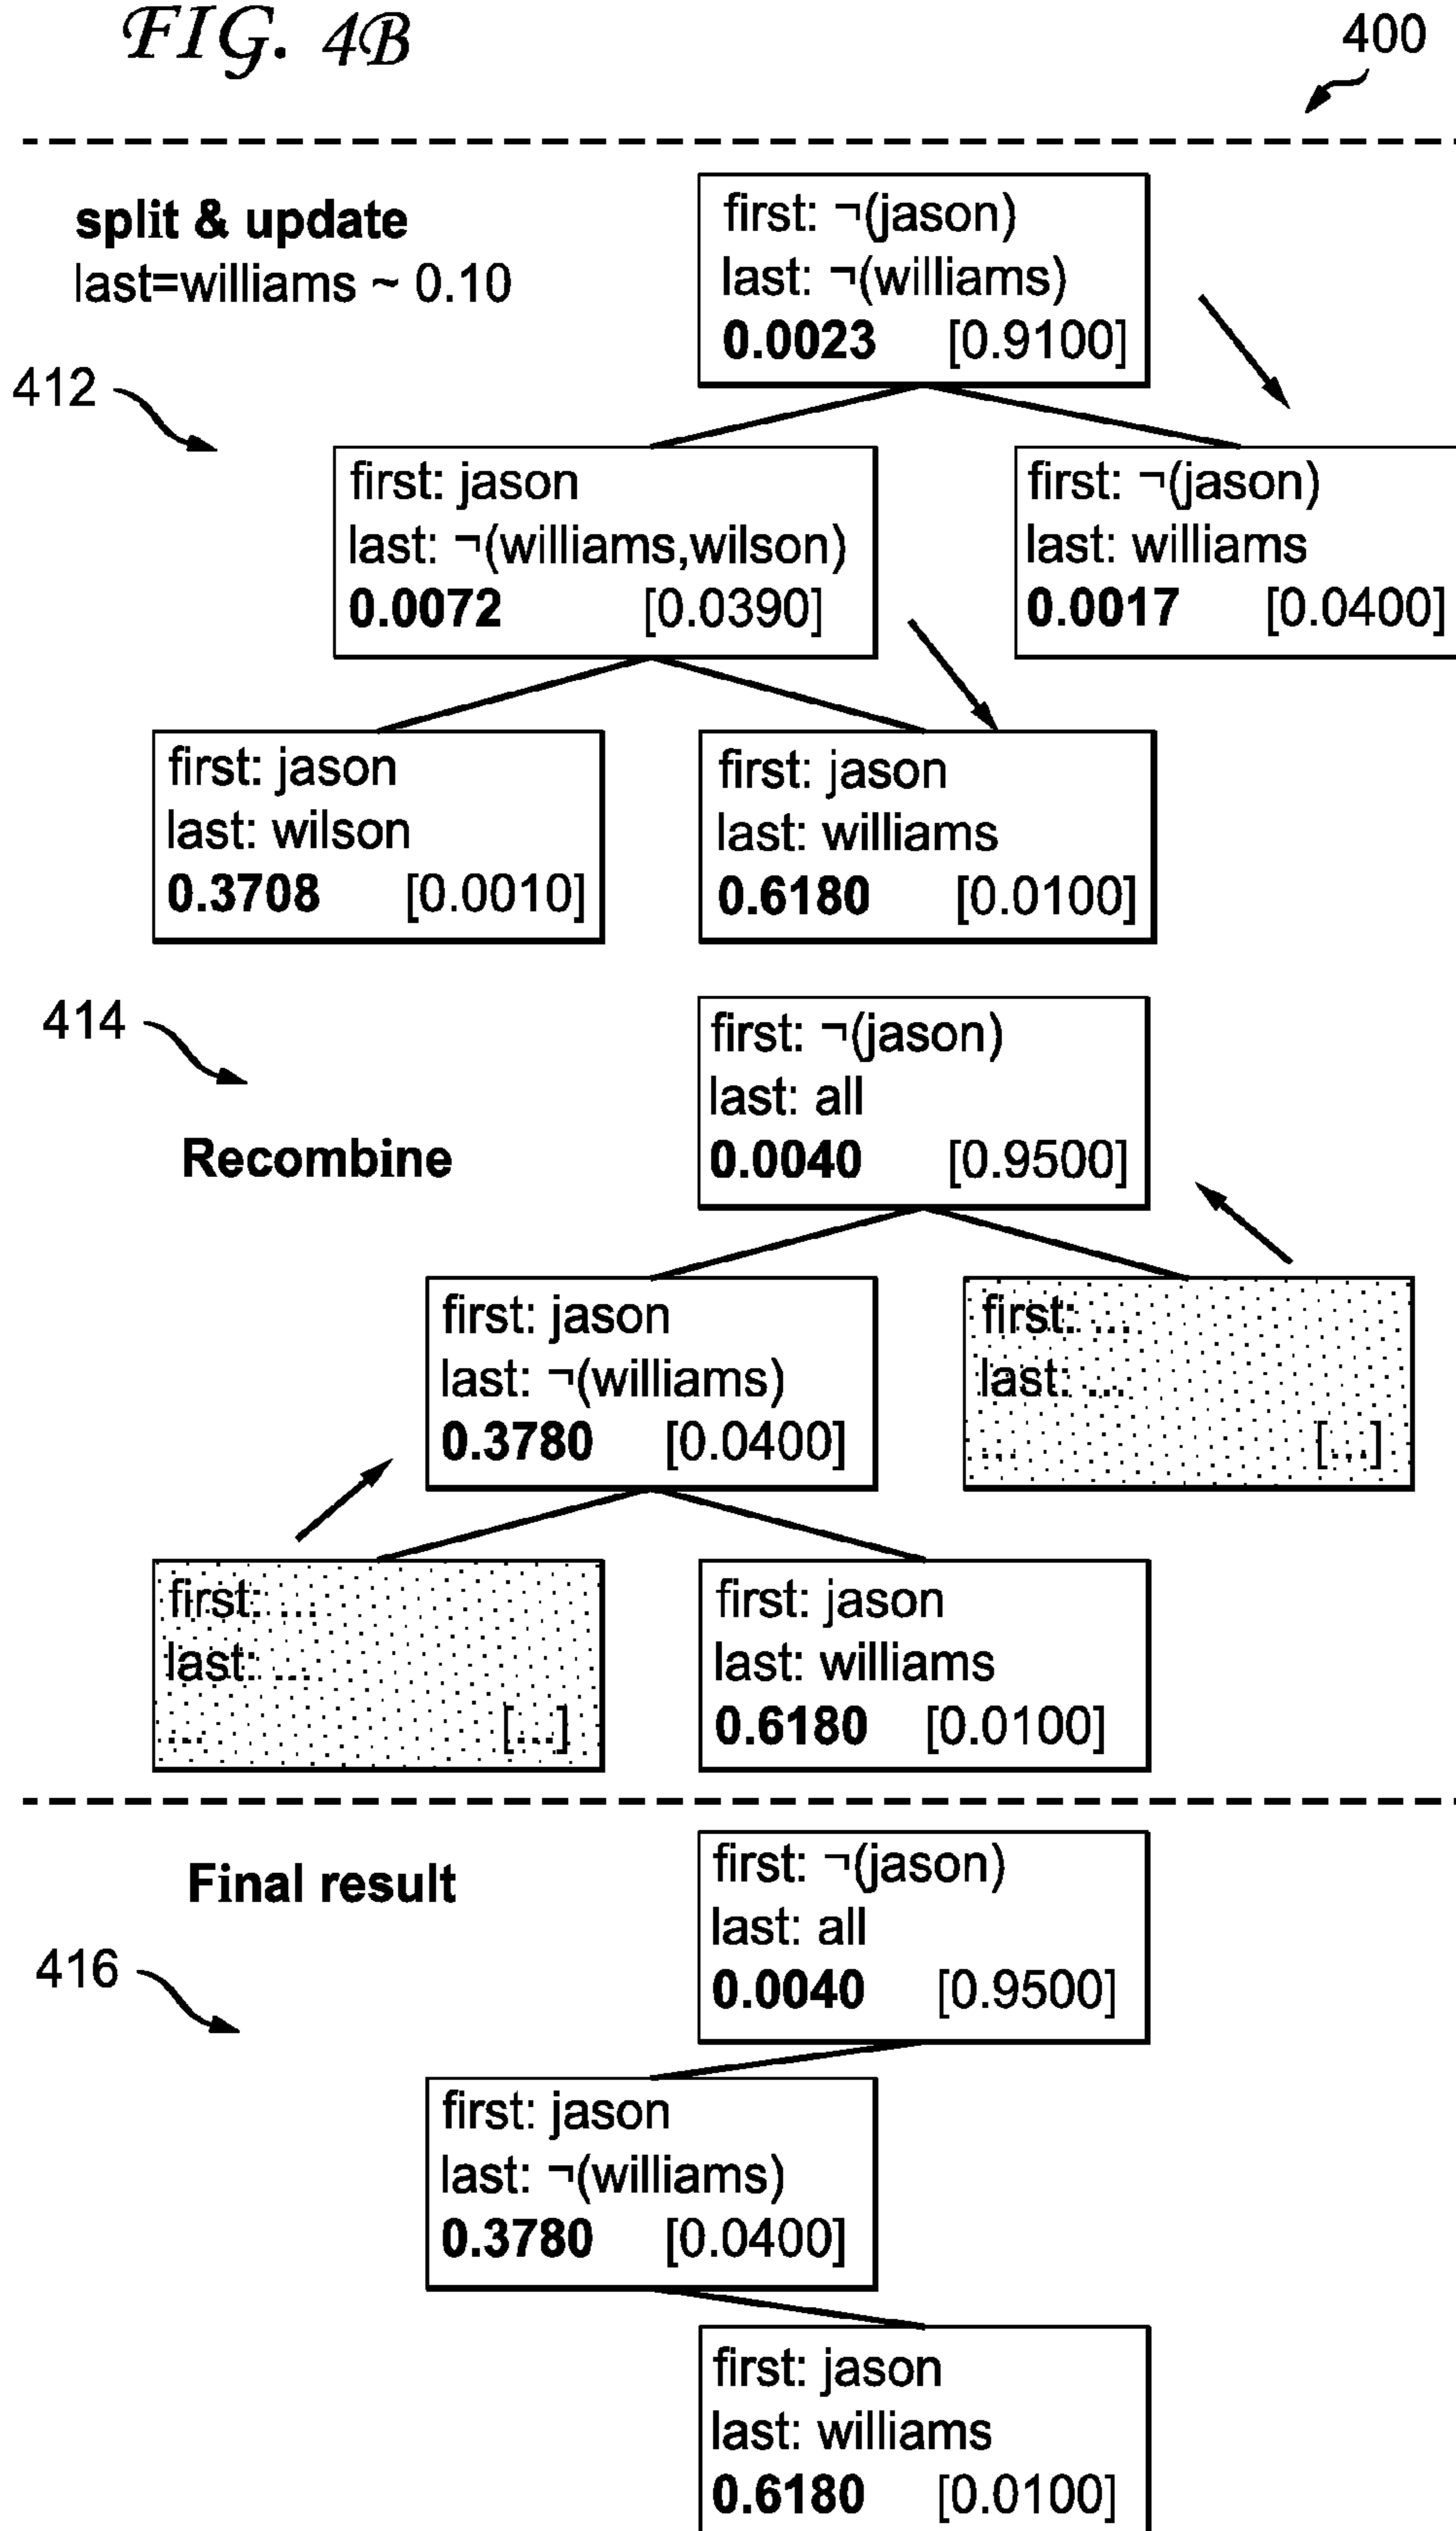 FIG. 4B
400
split & update
last=williams ~ 0.10
412
first: ¬(jason)
last: ¬(williams)
0.0023 [0.9100]
first: jason
last: ¬(williams,wilson)
0.0072 [0.0390]
first: ¬(jason)
last: williams
0.0017 [0.0400]
first: jason
last: wilson
0.3708 [0.0010]
first: jason
last: williams
0.6180 [0.0100]
414
Recombine
first: ¬(jason)
last: all
0.0040 [0.9500]
first: jason
last: ¬(williams)
0.3780 [0.0400]
first: ...
last: ...
... [...]
first: ...
last: ...
... [...]
first: jason
last: williams
0.6180 [0.0100]
Final result
416
first: ¬(jason)
last: all
0.0040 [0.9500]
first: jason
last: ¬(williams)
0.3780 [0.0400]
first: jason
last: williams
0.6180 [0.0100]